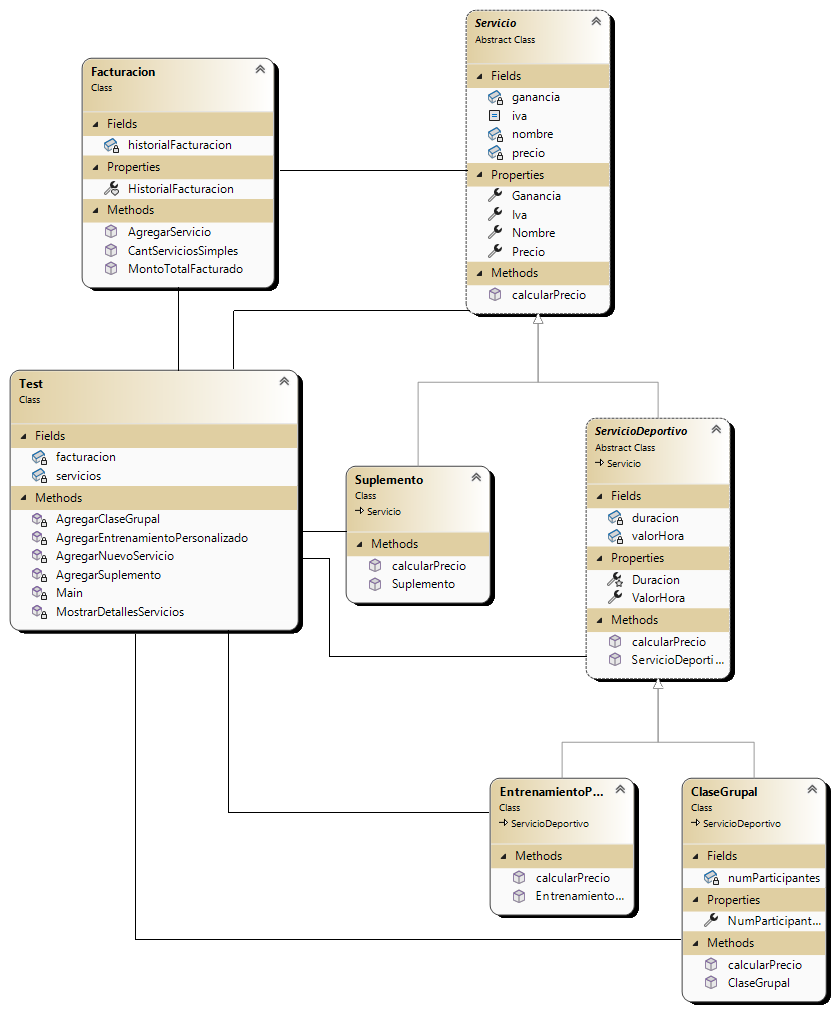 Servicio
Abstract Class
Fields
ganancia
iva
nombre
precio
Properties
Ganancia
Iva
Nombre
Precio
Methods
calcularPrecio
Facturacion
Class
Fields
historialFacturacion
Properties
HistorialFacturacion
Methods
AgregarServicio
CantServiciosSimples
MontoTotalFacturado
Test
Class
Fields
facturacion
servicios
Methods
AgregarClaseGrupal
AgregarEntrenamientoPersonalizado
AgregarNuevoServicio
AgregarSuplemento
Main
MostrarDetallesServicios
Suplemento
Class
Servicio
Methods
calcularPrecio
Suplemento
ServicioDeportivo
Abstract Class
Servicio
Fields
duracion
valorHora
Properties
Duracion
ValorHora
Methods
calcularPrecio
ServicioDeporti...
EntrenamientoP...
Class
ServicioDeportivo
Methods
calcularPrecio
Entrenamiento...
ClaseGrupal
Class
ServicioDeportivo
Fields
numParticipantes
Properties
NumParticipant...
Methods
calcularPrecio
ClaseGrupal